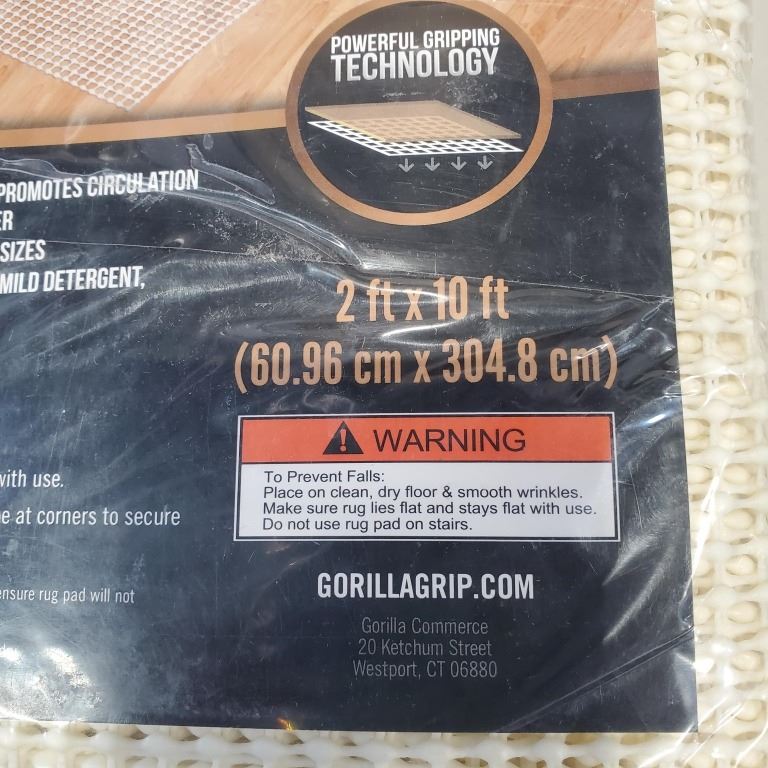 POWERFUL GRIPPING
TECHNOLOGY
PROMOTES CIRCULATION
ER
SIZES
MILD DETERGENT,
2 ft x 10 ft
(60.96 cm x 304.8 cm)
WARNING
To Prevent Falls:
Place on clean, dry floor & smooth wrinkles.
Make sure rug lies flat and stays flat with use.
Do not use rug pad on stairs.
with use.
e at corners to secure
ensure rug pad will not
GORILLAGRIP.COM
Gorilla Commerce
20 Ketchum Street
Westport, CT 06880